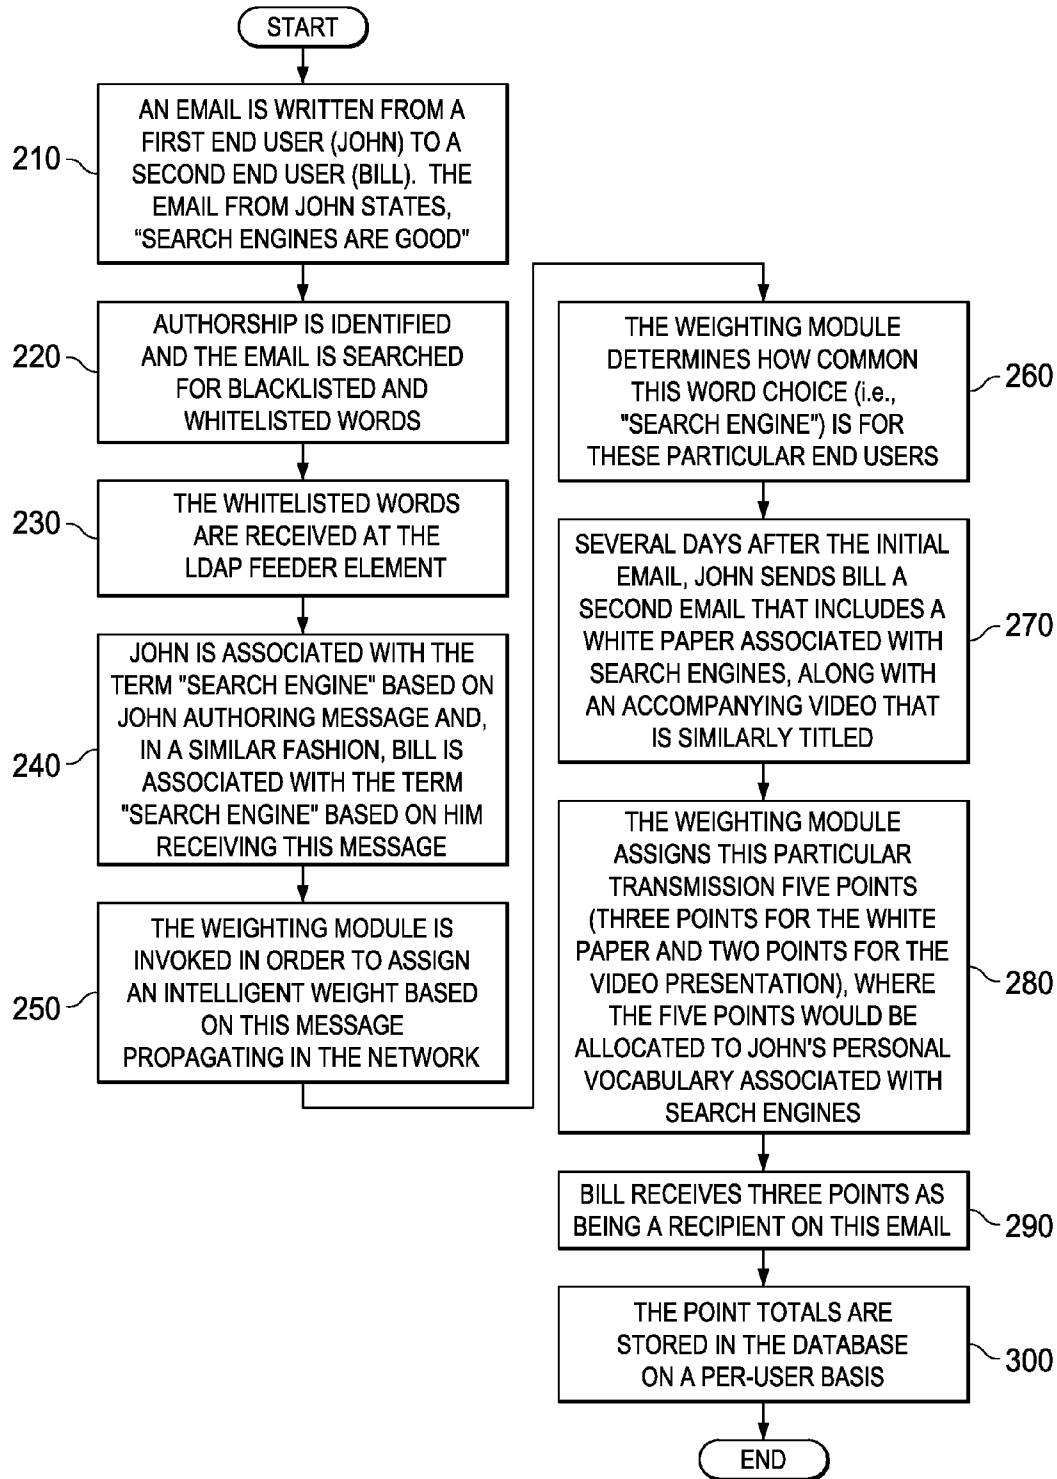 START
210
AN EMAIL IS WRITTEN FROM A
FIRST END USER (JOHN) TO A
SECOND END USER (BILL). THE
EMAIL FROM JOHN STATES,
"SEARCH ENGINES ARE GOOD"
220
AUTHORSHIP IS IDENTIFIED
AND THE EMAIL IS SEARCHED
FOR BLACKLISTED AND
WHITELISTED WORDS
230
THE WHITELISTED WORDS
ARE RECEIVED AT THE
LDAP FEEDER ELEMENT
240
JOHN IS ASSOCIATED WITH THE
TERM "SEARCH ENGINE" BASED ON
JOHN AUTHORING MESSAGE AND,
IN A SIMILAR FASHION, BILL IS
ASSOCIATED WITH THE TERM
"SEARCH ENGINE" BASED ON HIM
RECEIVING THIS MESSAGE
250
THE WEIGHTING MODULE IS
INVOKED IN ORDER TO ASSIGN
AN INTELLIGENT WEIGHT BASED
ON THIS MESSAGE
PROPAGATING IN THE NETWORK
THE WEIGHTING MODULE
DETERMINES HOW COMMON
THIS WORD CHOICE (i.e.,
"SEARCH ENGINE") IS FOR
THESE PARTICULAR END USERS
260
SEVERAL DAYS AFTER THE INITIAL
EMAIL, JOHN SENDS BILL A
SECOND EMAIL THAT INCLUDES A
WHITE PAPER ASSOCIATED WITH
SEARCH ENGINES, ALONG WITH
AN ACCOMPANYING VIDEO THAT
IS SIMILARLY TITLED
270
THE WEIGHTING MODULE
ASSIGNS THIS PARTICULAR
TRANSMISSION FIVE POINTS
(THREE POINTS FOR THE WHITE
PAPER AND TWO POINTS FOR THE
VIDEO PRESENTATION), WHERE
THE FIVE POINTS WOULD BE
ALLOCATED TO JOHN'S PERSONAL
VOCABULARY ASSOCIATED WITH
SEARCH ENGINES
280
BILL RECEIVES THREE POINTS AS
BEING A RECIPIENT ON THIS EMAIL
290
THE POINT TOTALS ARE
STORED IN THE DATABASE
ON A PER-USER BASIS
300
END